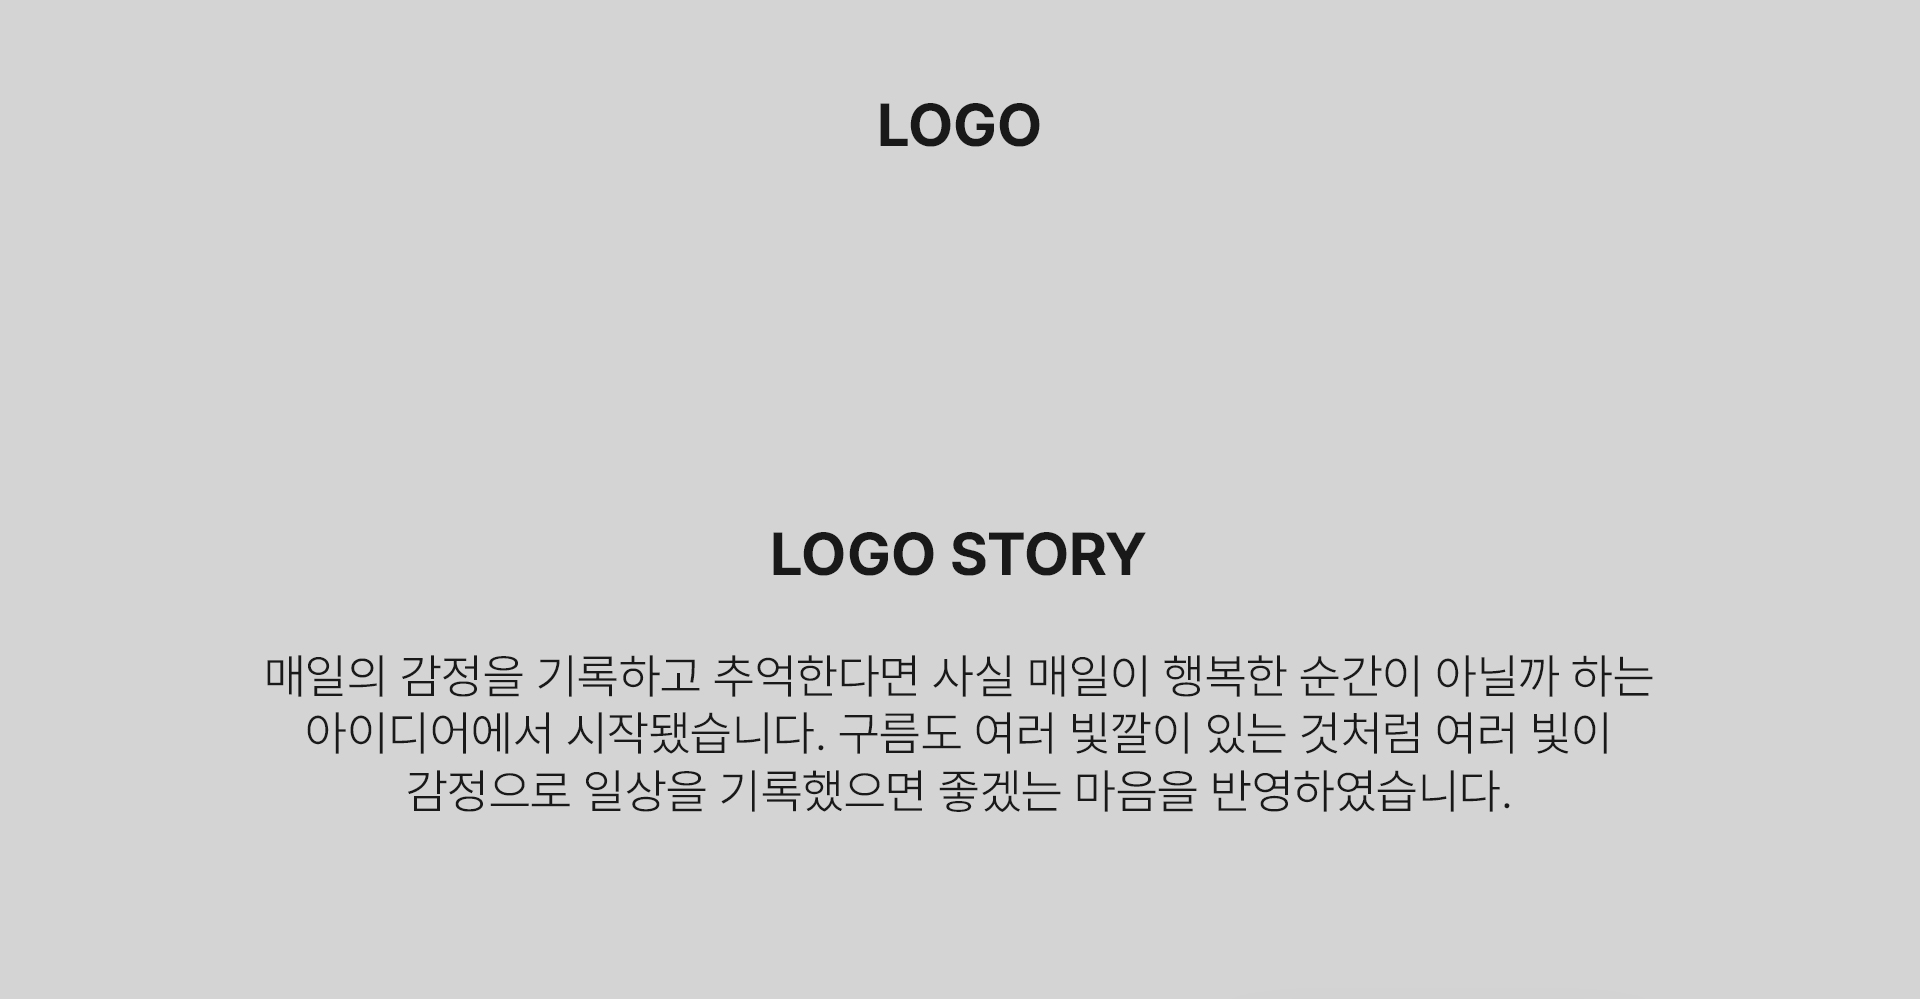 LOGO
LOGO STORY
매일의 감정을 기록하고 추억한다면 사실 매일이 행복한 순간이 아닐까 하는
아이디어에서 시작됐습니다. 구름도 여러 빛깔이 있는 것처럼 여러 빛이
감정으로 일상을 기록했으면 좋겠는 마음을 반영하였습니다.